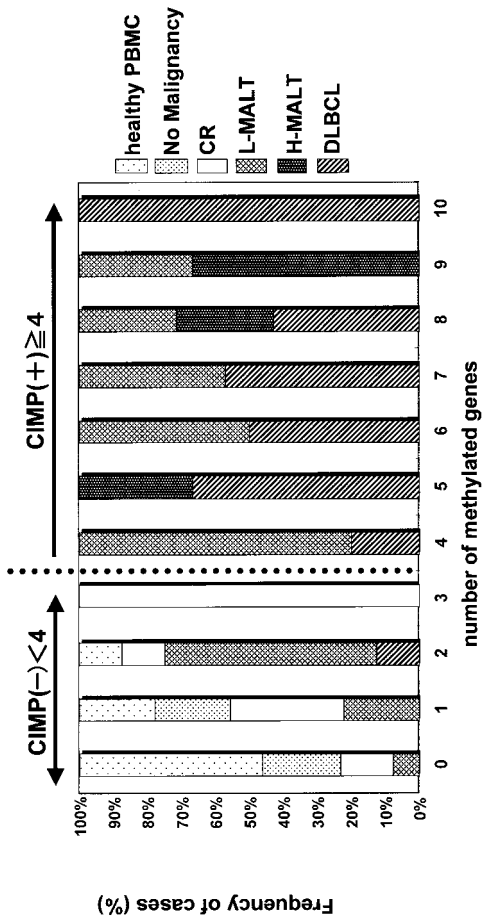 CIMP(−)<4
CIMP(+)≧4
100%
90%
80%
70%
60%
50%
40%
30%
20%
10%
0%
Frequency of cases (%)
0 1 2 3 4 5 6 7 8 9 10
number of methylated genes
healthy PBMC
No Malignancy
CR
L-MALT
H-MALT
DLBCL